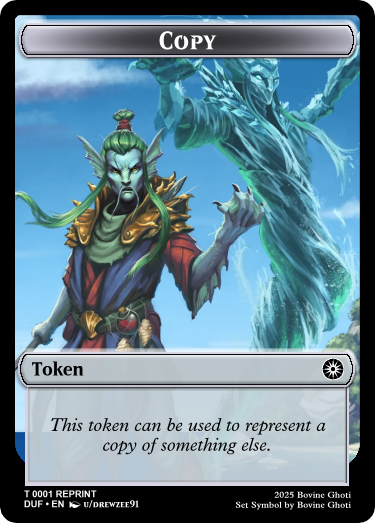 Copy
Token
This token can be used to represent a
copy of something else.
T 0001 REPRINT
2025 Bovine Ghoti
DUF • EN u/drewzee91
Set Symbol by Bovine Ghoti